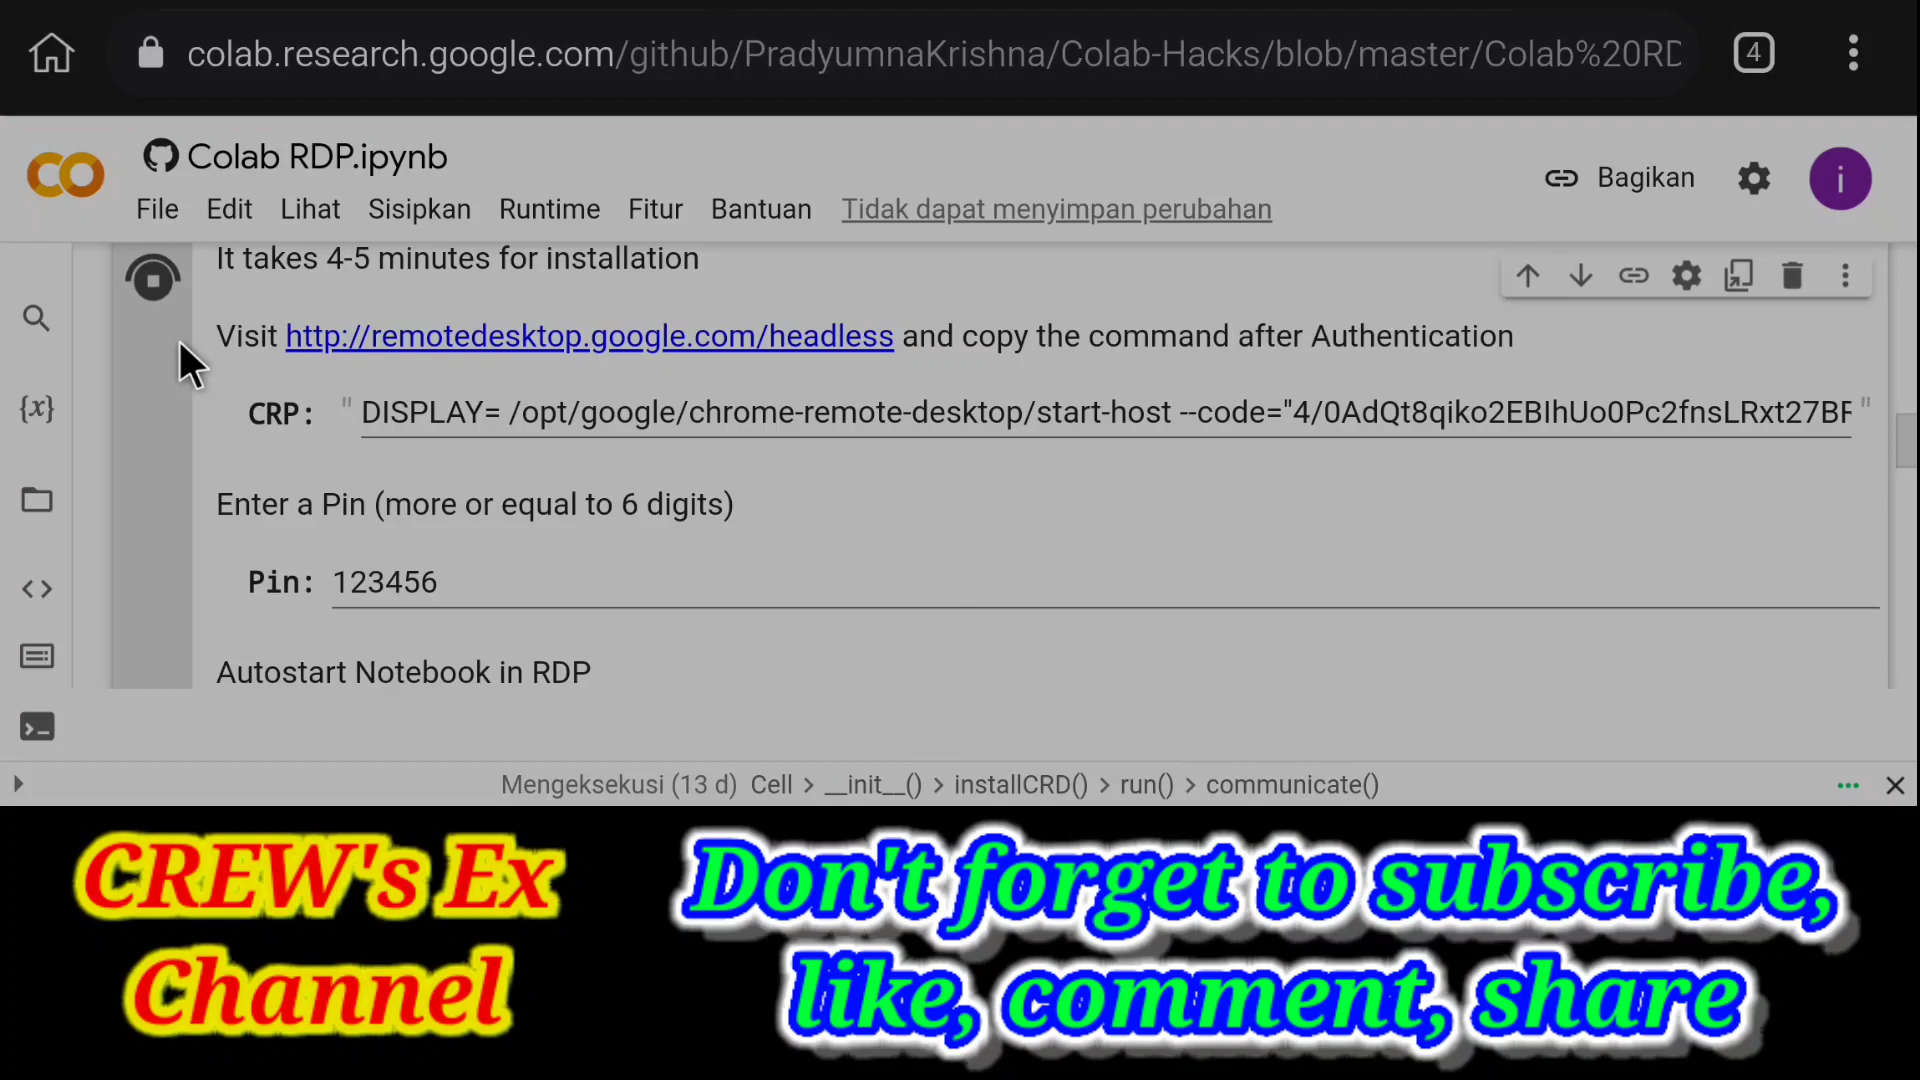 colab.research.google.com/github/PradyumnaKrishna/Colab-Hacks/blob/master/Colab%20RD
4
Colab RDP.ipynb
File Edit Lihat Sisipkan Runtime Fitur Bantuan Tidak dapat menyimpan perubahan
Bagikan
i
It takes 4-5 minutes for installation
Visit http://remotedesktop.google.com/headless and copy the command after Authentication
CRP: " DISPLAY= /opt/google/chrome-remote-desktop/start-host --code="4/0AdQt8qiko2EBIhUo0Pc2fnsLRxt27BF "
Enter a Pin (more or equal to 6 digits)
Pin: 123456
Autostart Notebook in RDP
Mengeksekusi (13 d) Cell > __init__() > installCRD() > run() > communicate()
CREW's Ex
Channel
Don't forget to subscribe,
like, comment, share